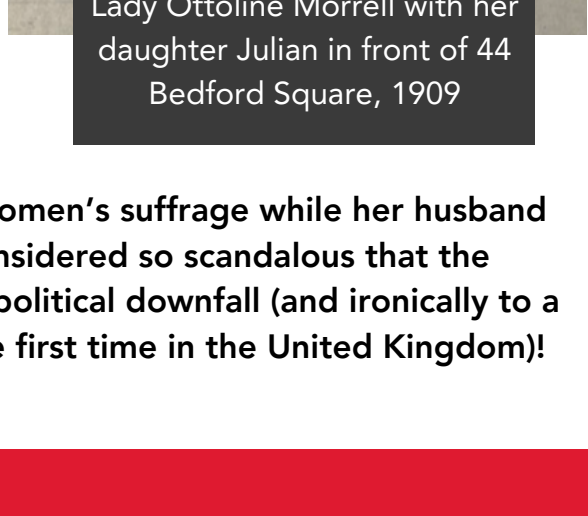 Lady Ottoline Morrell with her
daughter Julian in front of 44
Bedford Square, 1909
omen’s suffrage while her husband
nsidered so scandalous that the
political downfall (and ironically to a
e first time in the United Kingdom)!